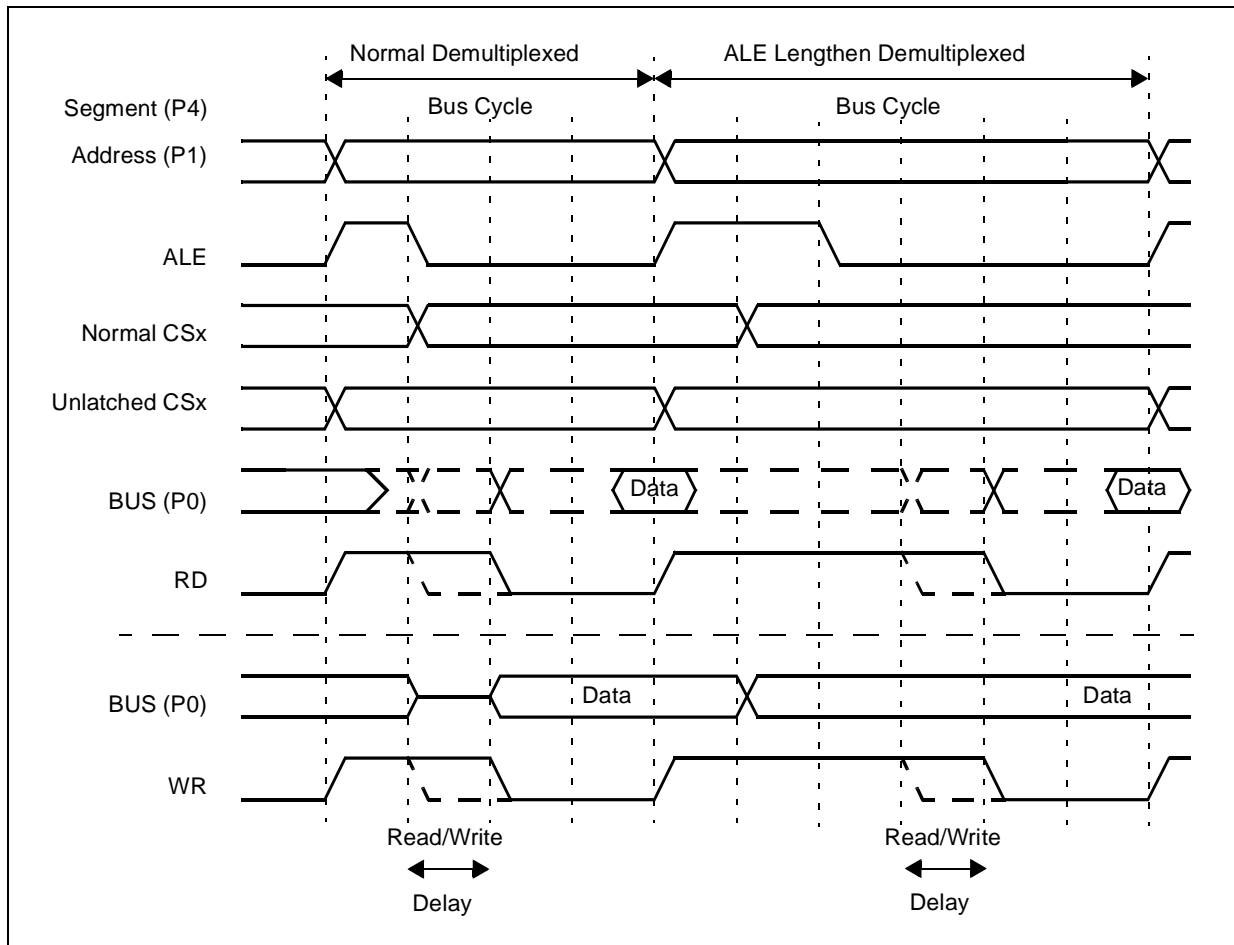 Normal Demultiplexed
ALE Lengthen Demultiplexed
Bus Cycle
Bus Cycle
Segment (P4)
Address (P1)
ALE
Normal CSx
Unlatched CSx
BUS (P0)
Data
Data
RD
BUS (P0)
Data
Data
WR
Read/Write
Delay
Read/Write
Delay